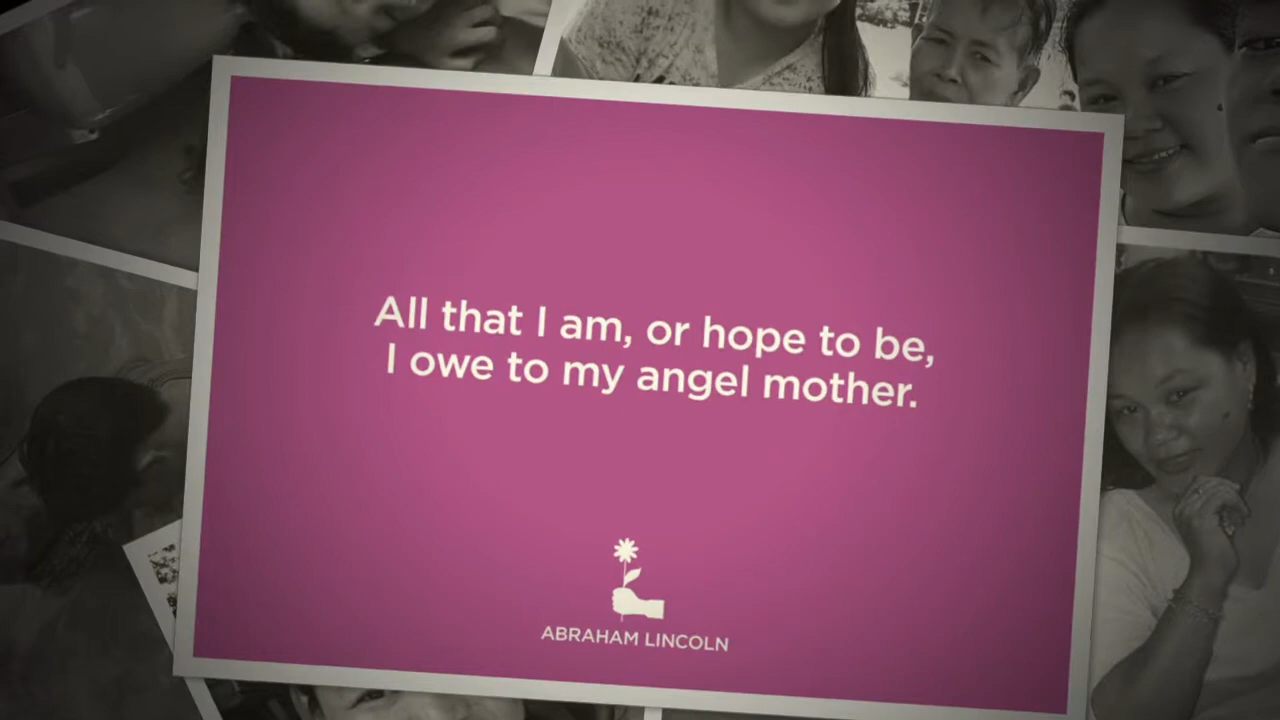 All that I am, or hope to be,
I owe to my angel mother.
ABRAHAM LINCOLN